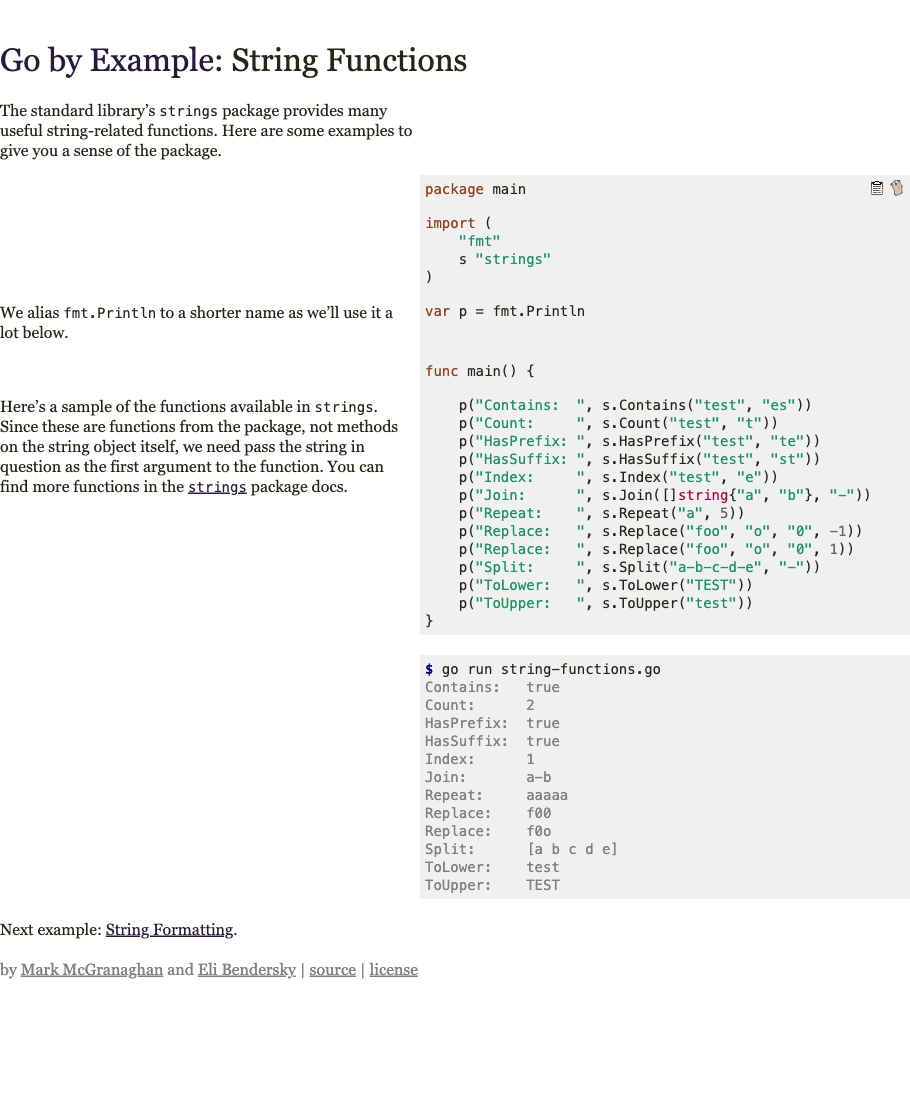 Go by Example: String Functions
The standard library’s strings package provides many
useful string-related functions. Here are some examples to
give you a sense of the package.
package main
import (
    "fmt"
    s "strings"
)
We alias fmt.Println to a shorter name as we’ll use it a
lot below.
var p = fmt.Println
func main() {
Here’s a sample of the functions available in strings.
Since these are functions from the package, not methods
on the string object itself, we need pass the string in
question as the first argument to the function. You can
find more functions in the strings package docs.
    p("Contains:  ", s.Contains("test", "es"))
    p("Count:     ", s.Count("test", "t"))
    p("HasPrefix: ", s.HasPrefix("test", "te"))
    p("HasSuffix: ", s.HasSuffix("test", "st"))
    p("Index:     ", s.Index("test", "e"))
    p("Join:      ", s.Join([]string{"a", "b"}, "-"))
    p("Repeat:    ", s.Repeat("a", 5))
    p("Replace:   ", s.Replace("foo", "o", "0", -1))
    p("Replace:   ", s.Replace("foo", "o", "0", 1))
    p("Split:     ", s.Split("a-b-c-d-e", "-"))
    p("ToLower:   ", s.ToLower("TEST"))
    p("ToUpper:   ", s.ToUpper("test"))
}
$ go run string-functions.go
Contains:   true
Count:      2
HasPrefix:  true
HasSuffix:  true
Index:      1
Join:       a-b
Repeat:     aaaaa
Replace:    f00
Replace:    f0o
Split:      [a b c d e]
ToLower:    test
ToUpper:    TEST
Next example: String Formatting.
by Mark McGranaghan and Eli Bendersky | source | license